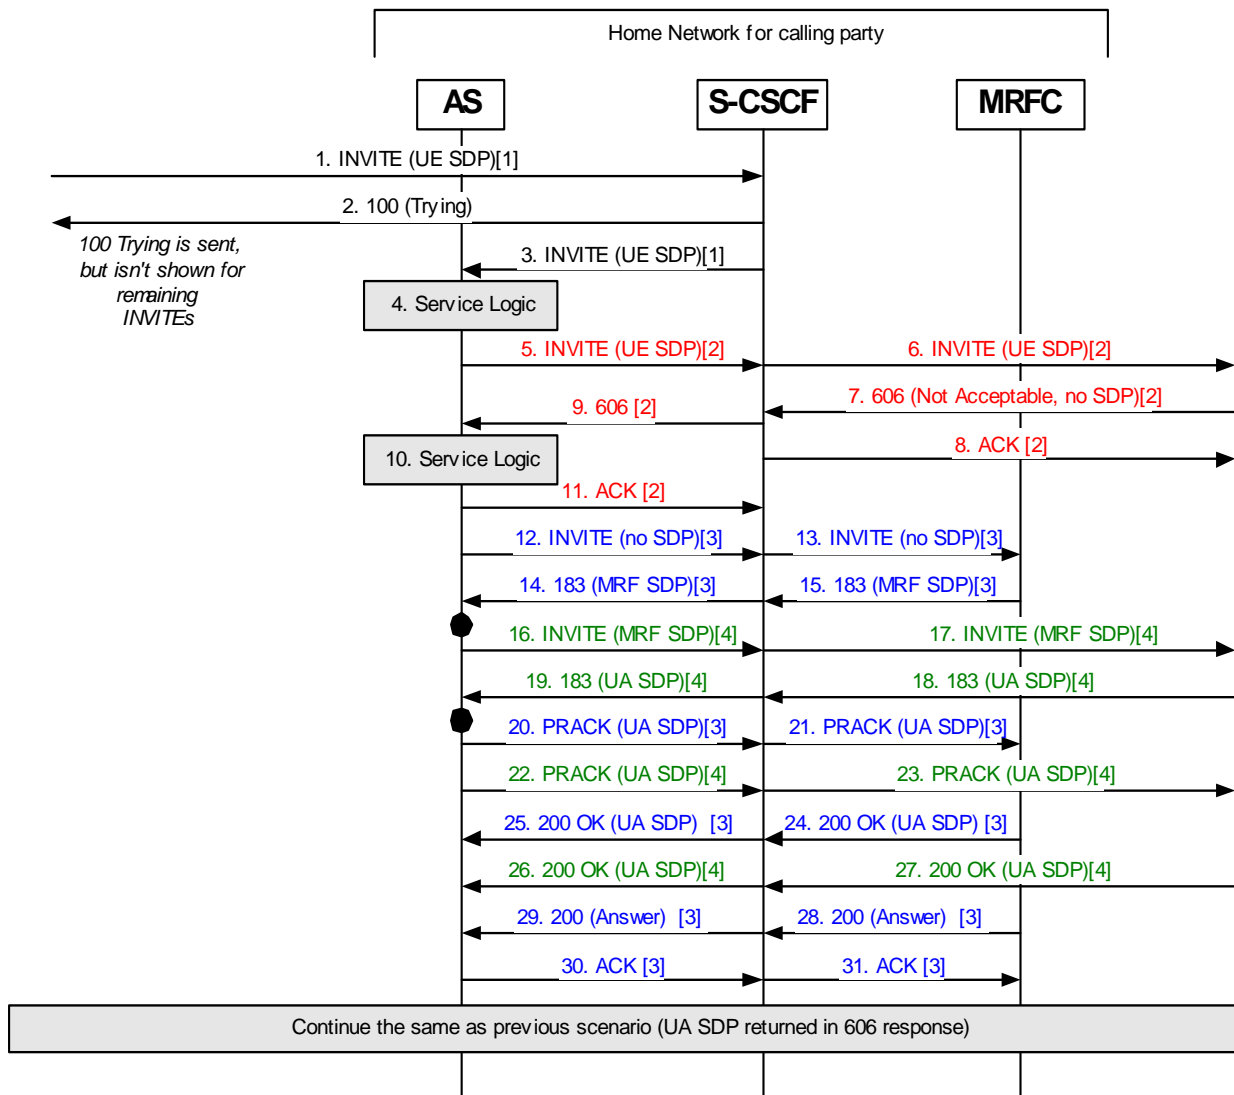 Home Network for calling party
AS
S-CSCF
MRFC
1. INVITE (UE SDP)[1]
2. 100 (Trying)
100 Trying is sent,
but isn't shown for
remaining
INVITEs
3. INVITE (UE SDP)[1]
4. Service Logic
5. INVITE (UE SDP)[2]
6. INVITE (UE SDP)[2]
7. 606 (Not Acceptable, no SDP)[2]
9. 606 [2]
10. Service Logic
8. ACK [2]
11. ACK [2]
12. INVITE (no SDP)[3]
13. INVITE (no SDP)[3]
14. 183 (MRF SDP)[3]
15. 183 (MRF SDP)[3]
16. INVITE (MRF SDP)[4]
17. INVITE (MRF SDP)[4]
19. 183 (UA SDP)[4]
18. 183 (UA SDP)[4]
20. PRACK (UA SDP)[3]
21. PRACK (UA SDP)[3]
22. PRACK (UA SDP)[4]
23. PRACK (UA SDP)[4]
25. 200 OK (UA SDP) [3]
24. 200 OK (UA SDP) [3]
26. 200 OK (UA SDP)[4]
27. 200 OK (UA SDP)[4]
29. 200 (Answer) [3]
28. 200 (Answer) [3]
30. ACK [3]
31. ACK [3]
Continue the same as previous scenario (UA SDP returned in 606 response)